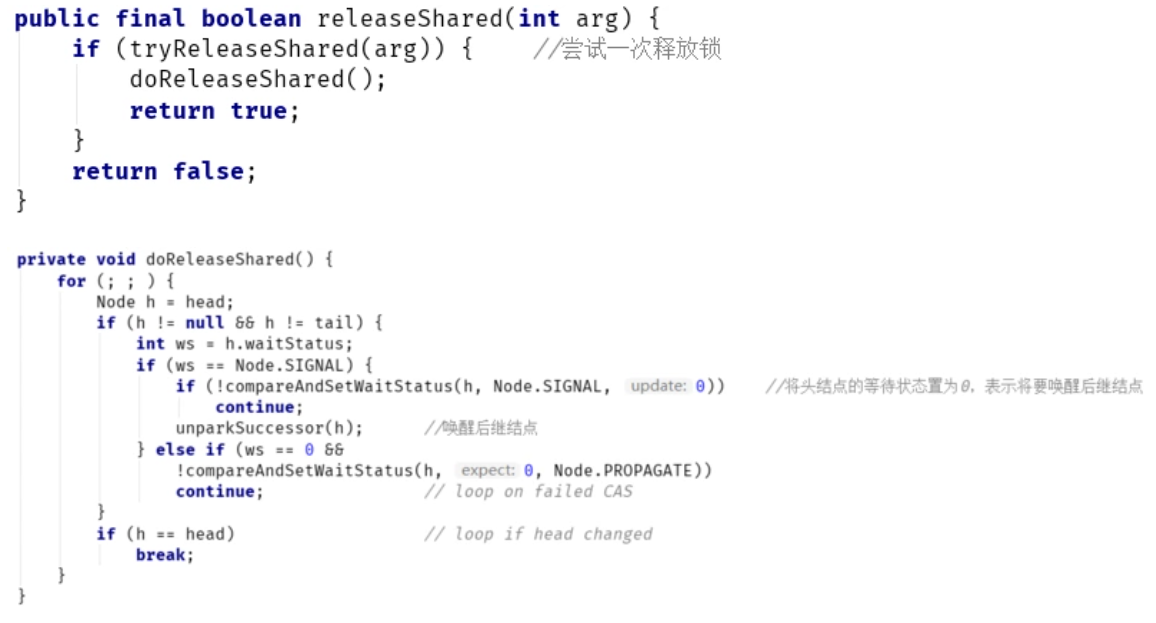 public final boolean releaseShared(int arg) {
    if (tryReleaseShared(arg)) {    //尝试一次释放锁
        doReleaseShared();
        return true;
    }
    return false;
}
private void doReleaseShared() {
    for (; ; ) {
        Node h = head;
        if (h != null && h != tail) {
            int ws = h.waitStatus;
            if (ws == Node.SIGNAL) {
                if (!compareAndSetWaitStatus(h, Node.SIGNAL, update: 0))    //将头结点的等待状态置为0，表示将要唤醒后继结点
                    continue;
                unparkSuccessor(h);    //唤醒后继结点
            } else if (ws == 0 &&
                !compareAndSetWaitStatus(h, expect: 0, Node.PROPAGATE))
                continue;    // loop on failed CAS
        }
        if (h == head)    // loop if head changed
            break;
    }
}